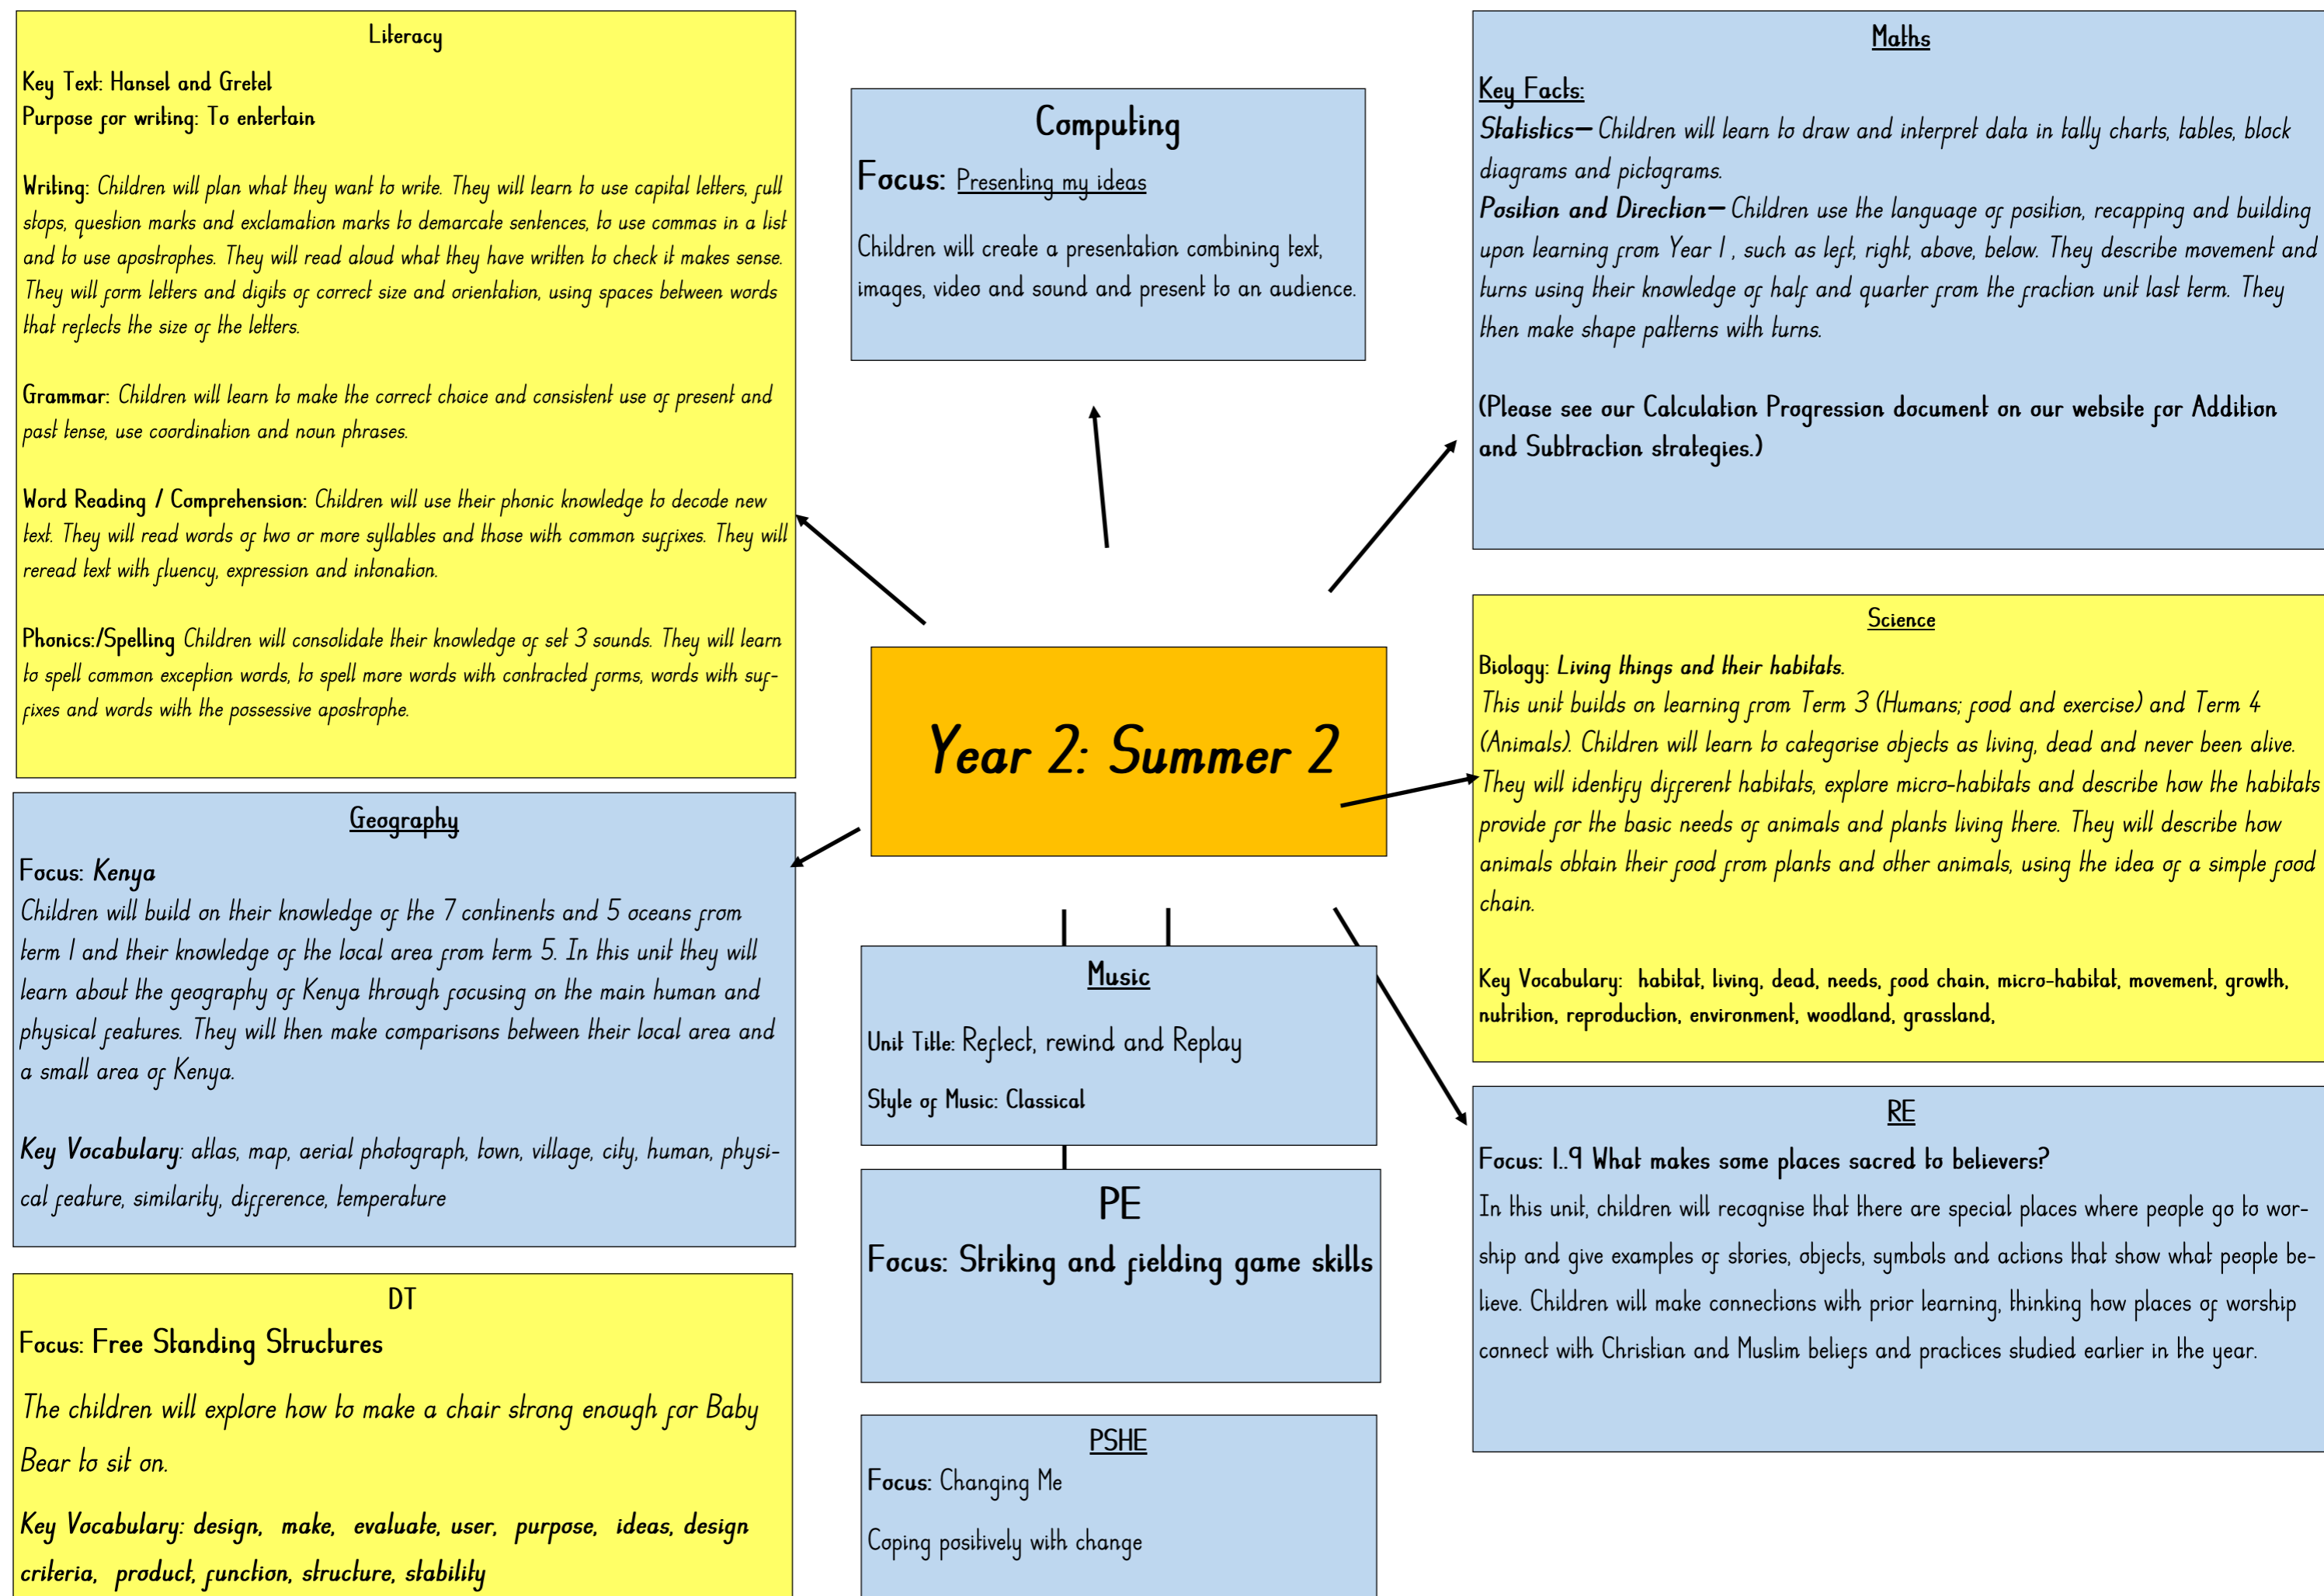 Literacy
Key Text: Hansel and Gretel
Purpose for writing: To entertain
Writing: Children will plan what they want to write. They will learn to use capital letters, full
stops, question marks and exclamation marks to demarcate sentences, to use commas in a list
and to use apostrophes. They will read aloud what they have written to check it makes sense.
They will form letters and digits of correct size and orientation, using spaces between words
that reflects the size of the letters.
Grammar: Children will learn to make the correct choice and consistent use of present and
past tense, use coordination and noun phrases.
Word Reading / Comprehension: Children will use their phonic knowledge to decode new
text. They will read words of two or more syllables and those with common suffixes. They will
reread text with fluency, expression and intonation.
Phonics:/Spelling Children will consolidate their knowledge of set 3 sounds. They will learn
to spell common exception words, to spell more words with contracted forms, words with suf-
fixes and words with the possessive apostrophe.
Computing
Focus: Presenting my ideas
Children will create a presentation combining text,
images, video and sound and present to an audience.
Maths
Key Facts:
Statistics— Children will learn to draw and interpret data in tally charts, tables, block
diagrams and pictograms.
Position and Direction— Children use the language of position, recapping and building
upon learning from Year 1 , such as left, right, above, below. They describe movement and
turns using their knowledge of half and quarter from the fraction unit last term. They
then make shape patterns with turns.
(Please see our Calculation Progression document on our website for Addition
and Subtraction strategies.)
Year 2: Summer 2
Science
Biology: Living things and their habitats.
This unit builds on learning from Term 3 (Humans; food and exercise) and Term 4
(Animals). Children will learn to categorise objects as living, dead and never been alive.
They will identify different habitats, explore micro-habitats and describe how the habitats
provide for the basic needs of animals and plants living there. They will describe how
animals obtain their food from plants and other animals, using the idea of a simple food
chain.
Key Vocabulary: habitat, living, dead, needs, food chain, micro-habitat, movement, growth,
nutrition, reproduction, environment, woodland, grassland,
Geography
Focus: Kenya
Children will build on their knowledge of the 7 continents and 5 oceans from
term 1 and their knowledge of the local area from term 5. In this unit they will
learn about the geography of Kenya through focusing on the main human and
physical features. They will then make comparisons between their local area and
a small area of Kenya.
Key Vocabulary: atlas, map, aerial photograph, town, village, city, human, physi-
cal feature, similarity, difference, temperature
Music
Unit Title: Reflect, rewind and Replay
Style of Music: Classical
PE
Focus: Striking and fielding game skills
RE
Focus: 1..9 What makes some places sacred to believers?
In this unit, children will recognise that there are special places where people go to wor-
ship and give examples of stories, objects, symbols and actions that show what people be-
lieve. Children will make connections with prior learning, thinking how places of worship
connect with Christian and Muslim beliefs and practices studied earlier in the year.
DT
Focus: Free Standing Structures
The children will explore how to make a chair strong enough for Baby
Bear to sit on.
Key Vocabulary: design, make, evaluate, user, purpose, ideas, design
criteria, product, function, structure, stability
PSHE
Focus: Changing Me
Coping positively with change